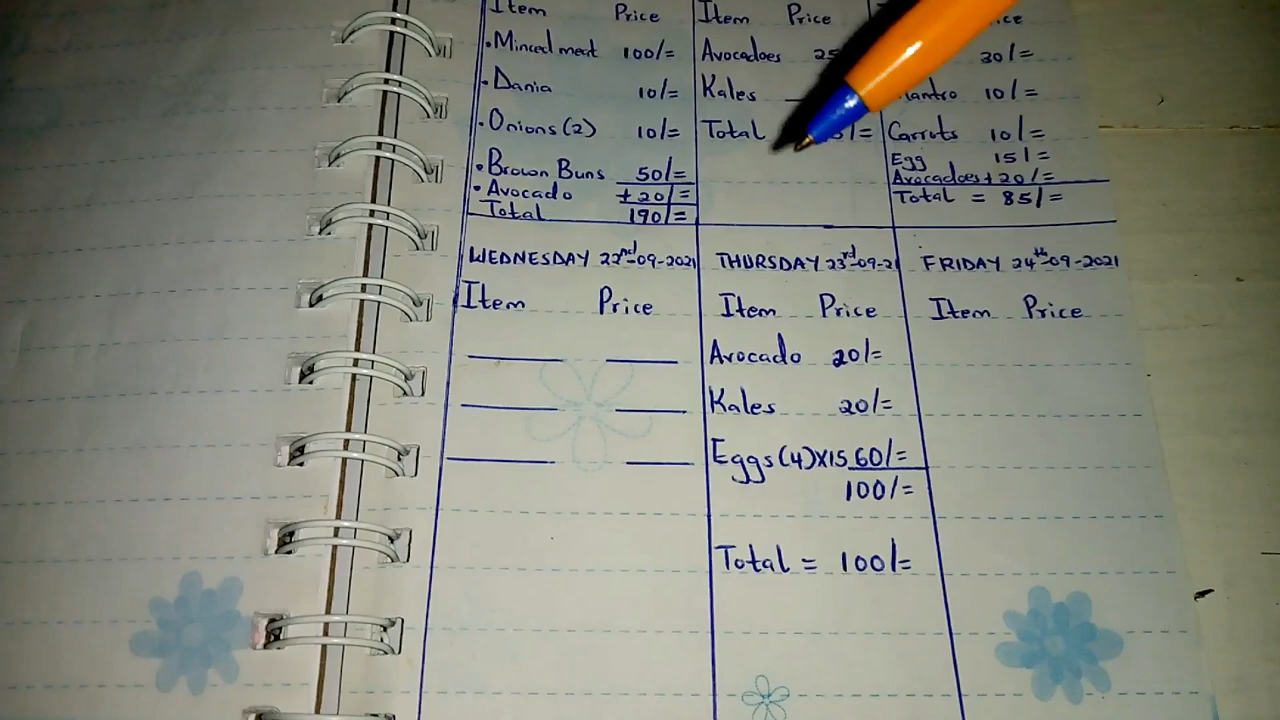 Item Price
• Minced meat 100/=
• Dania 10/=
• Onions (2) 10/=
• Brown Buns 50/=
• Avocado + 20/=
Total 190/=
Item Price
Avocadoes
Kales
Total
30/=
10/=
Carrots 10/=
Egg 15/=
Avocadoes + 20/=
Total = 85/=
WEDNESDAY 22nd-09-2021
Item Price
THURSDAY 23rd-09-21
Item Price
Avocado 20/=
Kales 20/=
Eggs (4)X15 60/=
100/=
Total = 100/=
FRIDAY 24th-09-2021
Item Price